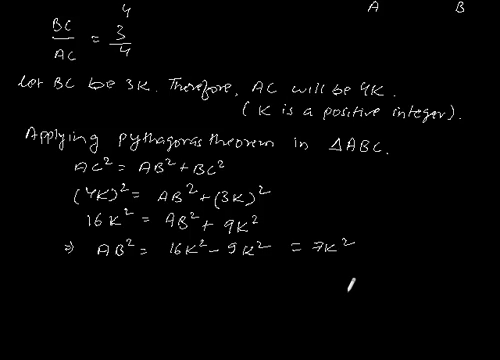 4 A B
BC/AC = 3/4
Let BC be 3K. Therefore, AC will be 4K.
(K is a positive integer).
Applying pythagoras theorem in △ABC.
AC² = AB² + BC²
(4K)² = AB² + (3K)²
16K² = AB² + 9K²
⇒ AB² = 16K² - 9K² = 7K²